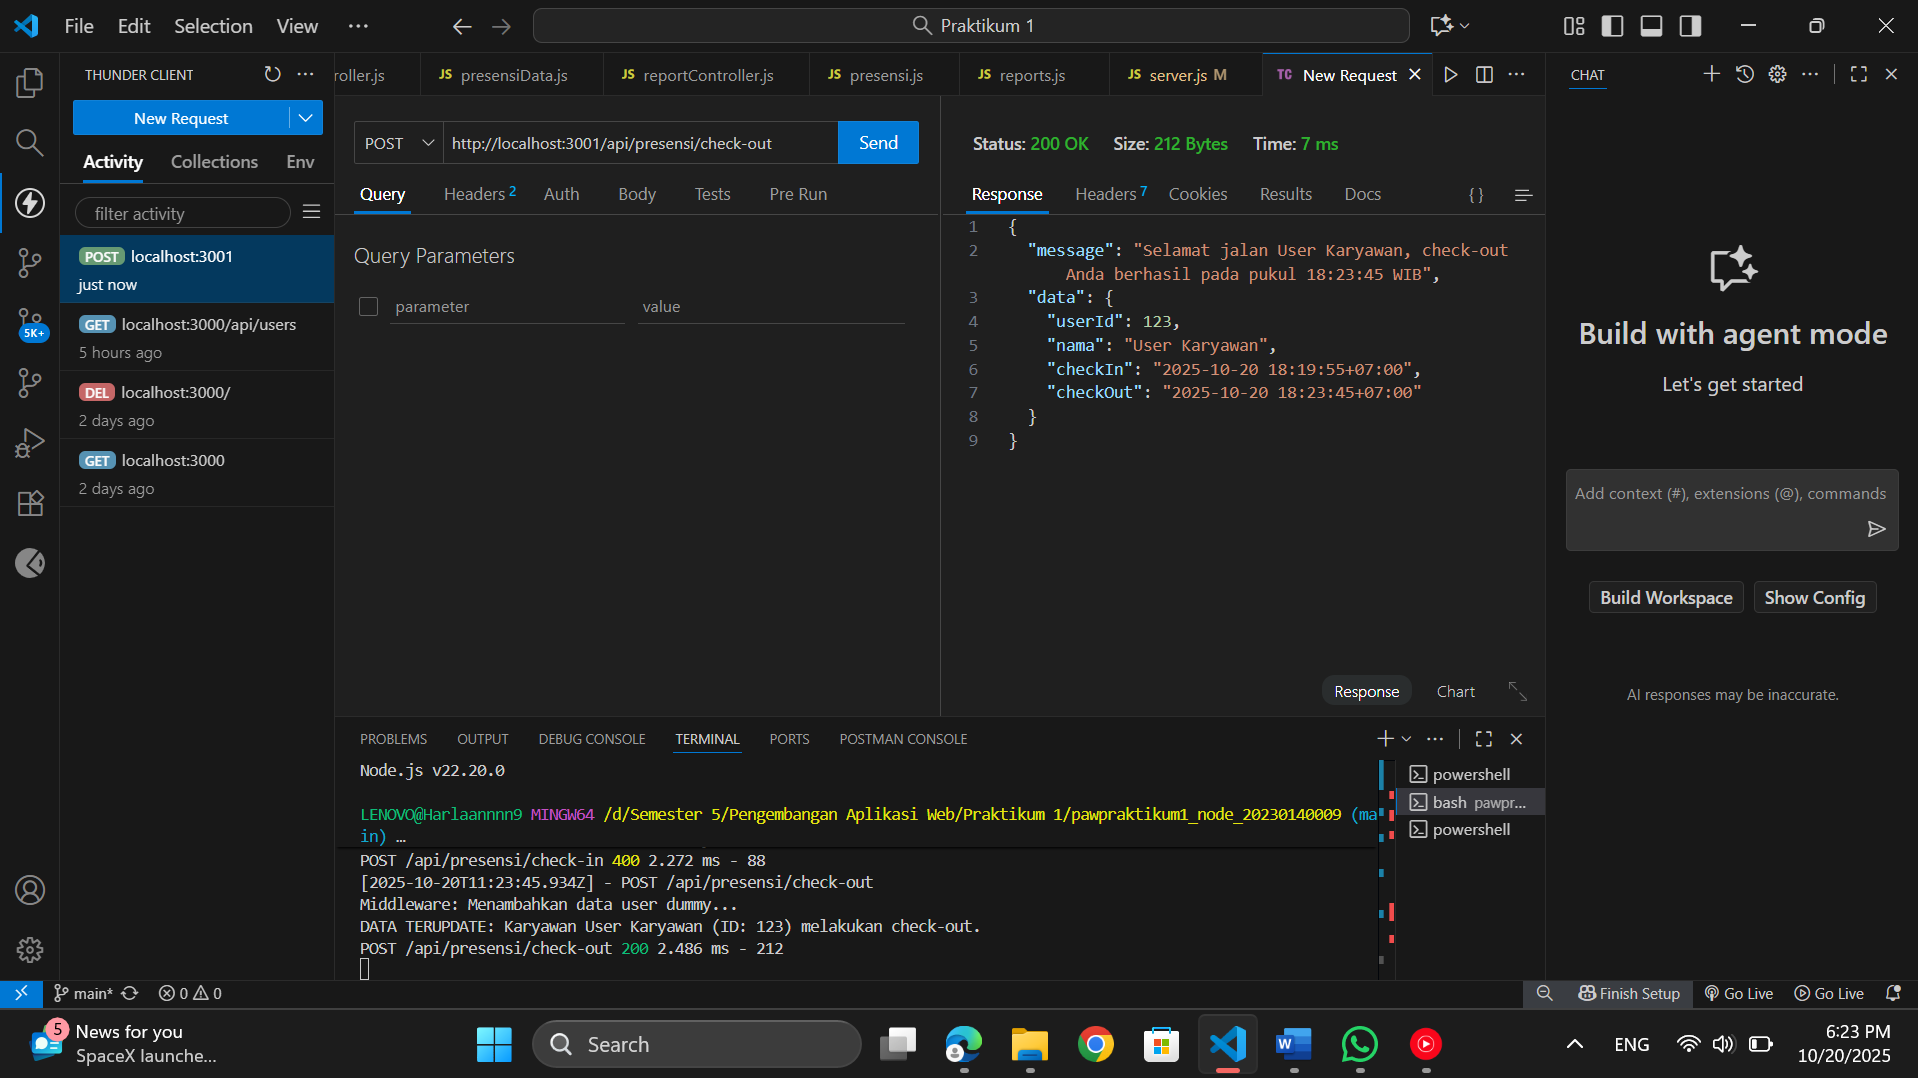 File Edit Selection View ···
Praktikum 1
THUNDER CLIENT
New Request
Activity Collections Env
filter activity
POST localhost:3001
just now
GET localhost:3000/api/users
5 hours ago
DEL localhost:3000/
2 days ago
GET localhost:3000
2 days ago
5K+
roller.js
JS presensiData.js
JS reportController.js
JS presensi.js
JS reports.js
JS server.js M
TC New Request
POST http://localhost:3001/api/presensi/check-out Send
Query Headers 2 Auth Body Tests Pre Run
Query Parameters
parameter value
Status: 200 OK Size: 212 Bytes Time: 7 ms
Response Headers 7 Cookies Results Docs { }
1 {
2 "message": "Selamat jalan User Karyawan, check-out
Anda berhasil pada pukul 18:23:45 WIB",
3 "data": {
4 "userId": 123,
5 "nama": "User Karyawan",
6 "checkIn": "2025-10-20 18:19:55+07:00",
7 "checkOut": "2025-10-20 18:23:45+07:00"
8 }
9 }
Response Chart
PROBLEMS OUTPUT DEBUG CONSOLE TERMINAL PORTS POSTMAN CONSOLE
Node.js v22.20.0
LENOVO@Harlaannnn9 MINGW64 /d/Semester 5/Pengembangan Aplikasi Web/Praktikum 1/pawpraktikum1_node_20230140009 (ma
in) …
POST /api/presensi/check-in 400 2.272 ms - 88
[2025-10-20T11:23:45.934Z] - POST /api/presensi/check-out
Middleware: Menambahkan data user dummy...
DATA TERUPDATE: Karyawan User Karyawan (ID: 123) melakukan check-out.
POST /api/presensi/check-out 200 2.486 ms - 212
powershell
bash pawpr...
powershell
CHAT
Build with agent mode
Let's get started
Add context (#), extensions (@), commands
Build Workspace Show Config
AI responses may be inaccurate.
main* 0 0
Finish Setup Go Live Go Live
5
News for you
SpaceX launche...
Search
ENG
6:23 PM
10/20/2025